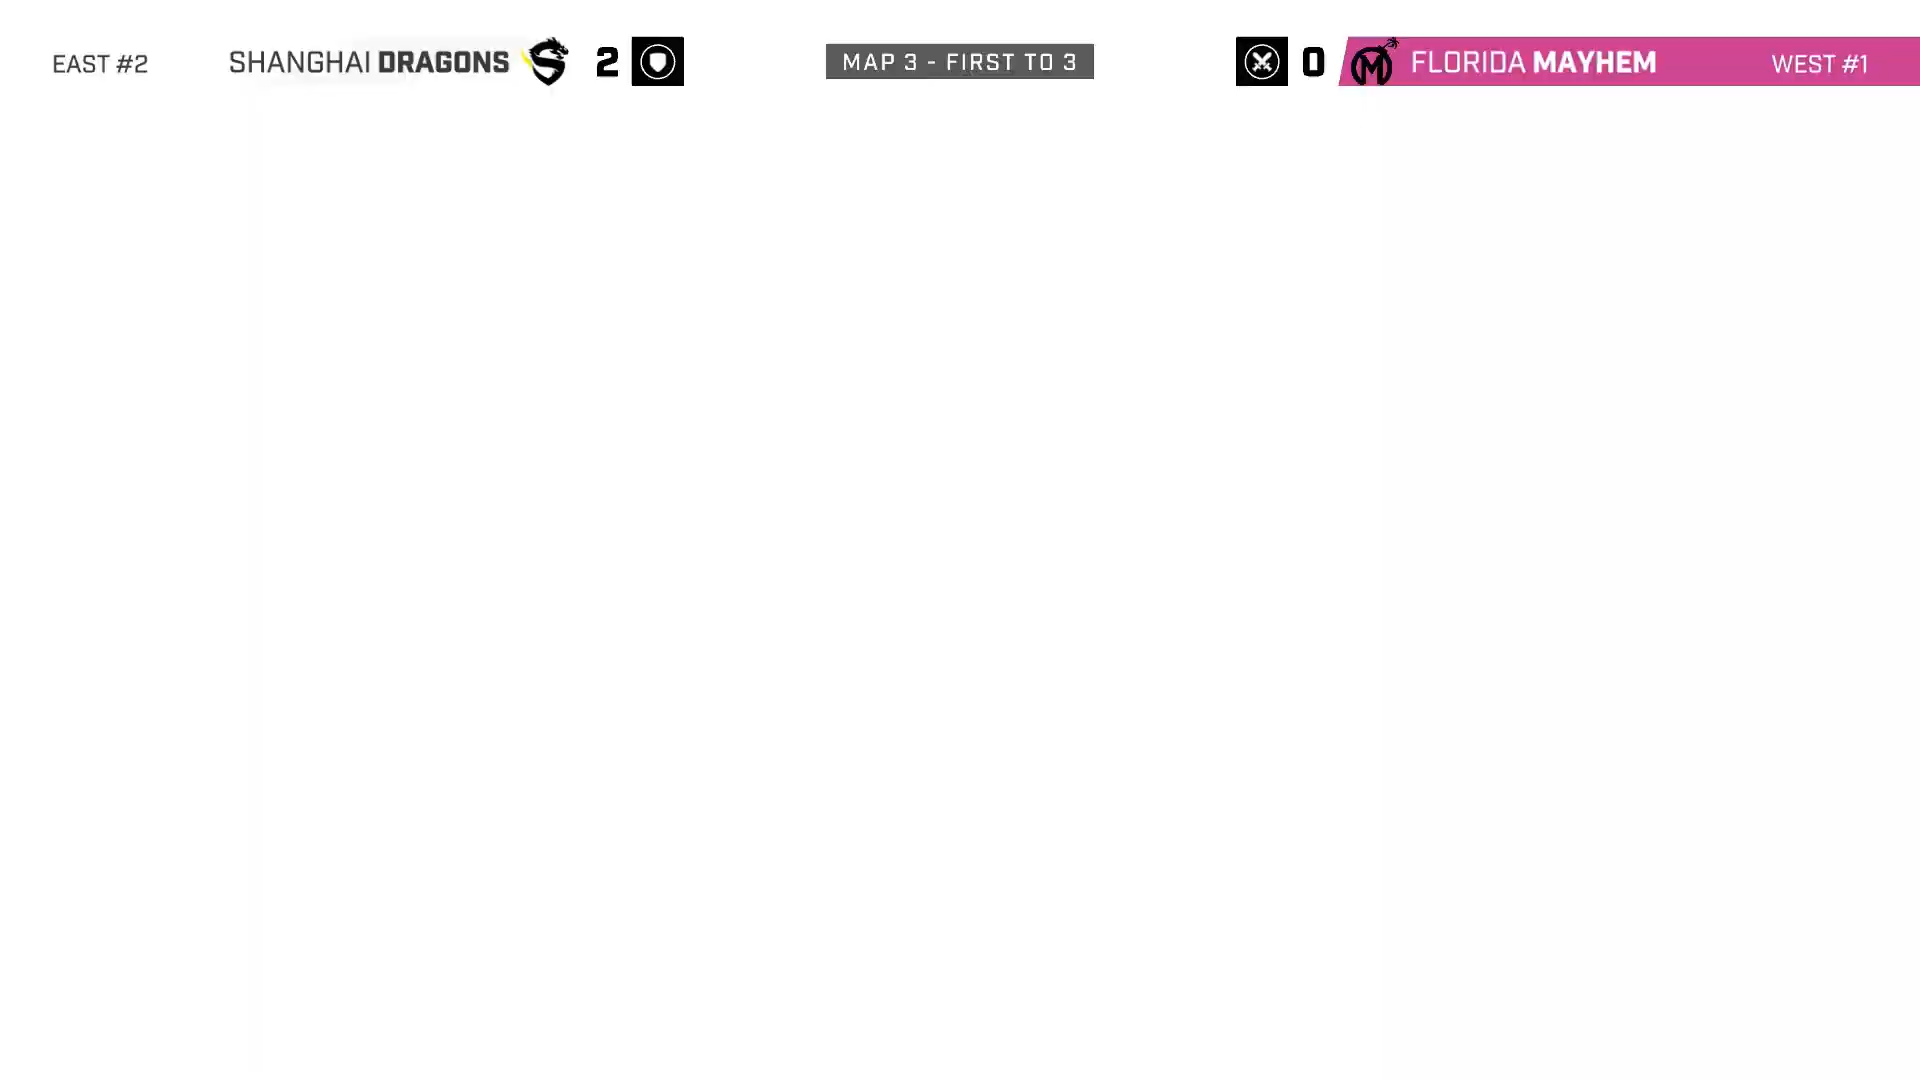 EAST #2
SHANGHAI DRAGONS
2
MAP 3 - FIRST TO 3
0
M
FLORIDA MAYHEM
WEST #1